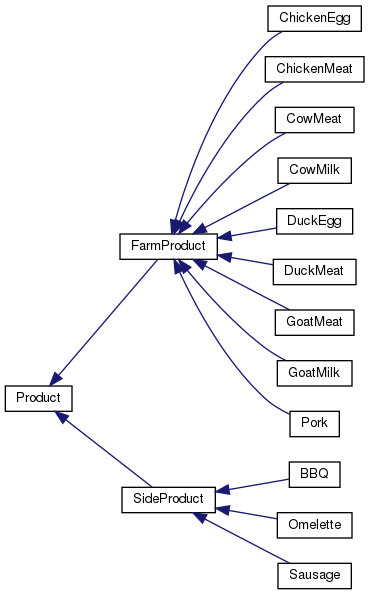 ChickenEgg
ChickenMeat
CowMeat
CowMilk
DuckEgg
FarmProduct
DuckMeat
GoatMeat
GoatMilk
Product
Pork
BBQ
SideProduct
Omelette
Sausage